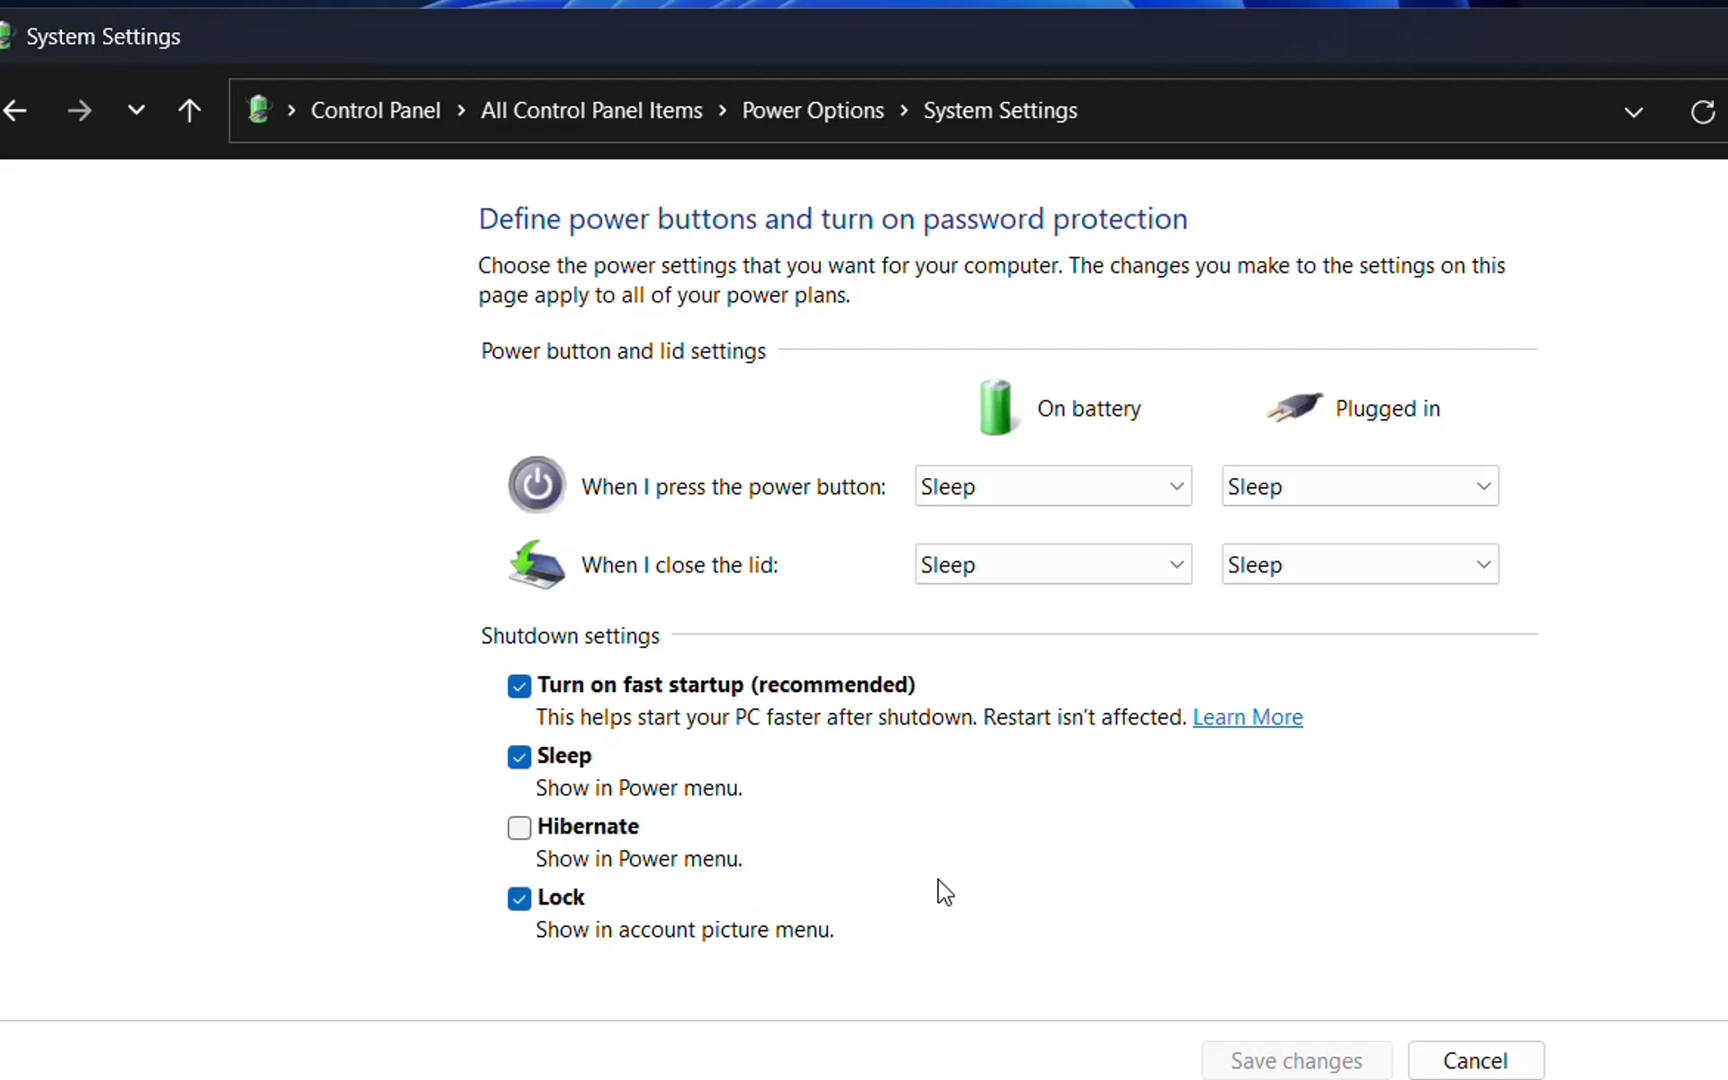 System Settings
Control Panel > All Control Panel Items > Power Options > System Settings
Define power buttons and turn on password protection
Choose the power settings that you want for your computer. The changes you make to the settings on this
page apply to all of your power plans.
Power button and lid settings
On battery Plugged in
When I press the power button: Sleep Sleep
When I close the lid: Sleep Sleep
Shutdown settings
Turn on fast startup (recommended)
This helps start your PC faster after shutdown. Restart isn't affected. Learn More
Sleep
Show in Power menu.
Hibernate
Show in Power menu.
Lock
Show in account picture menu.
Save changes Cancel